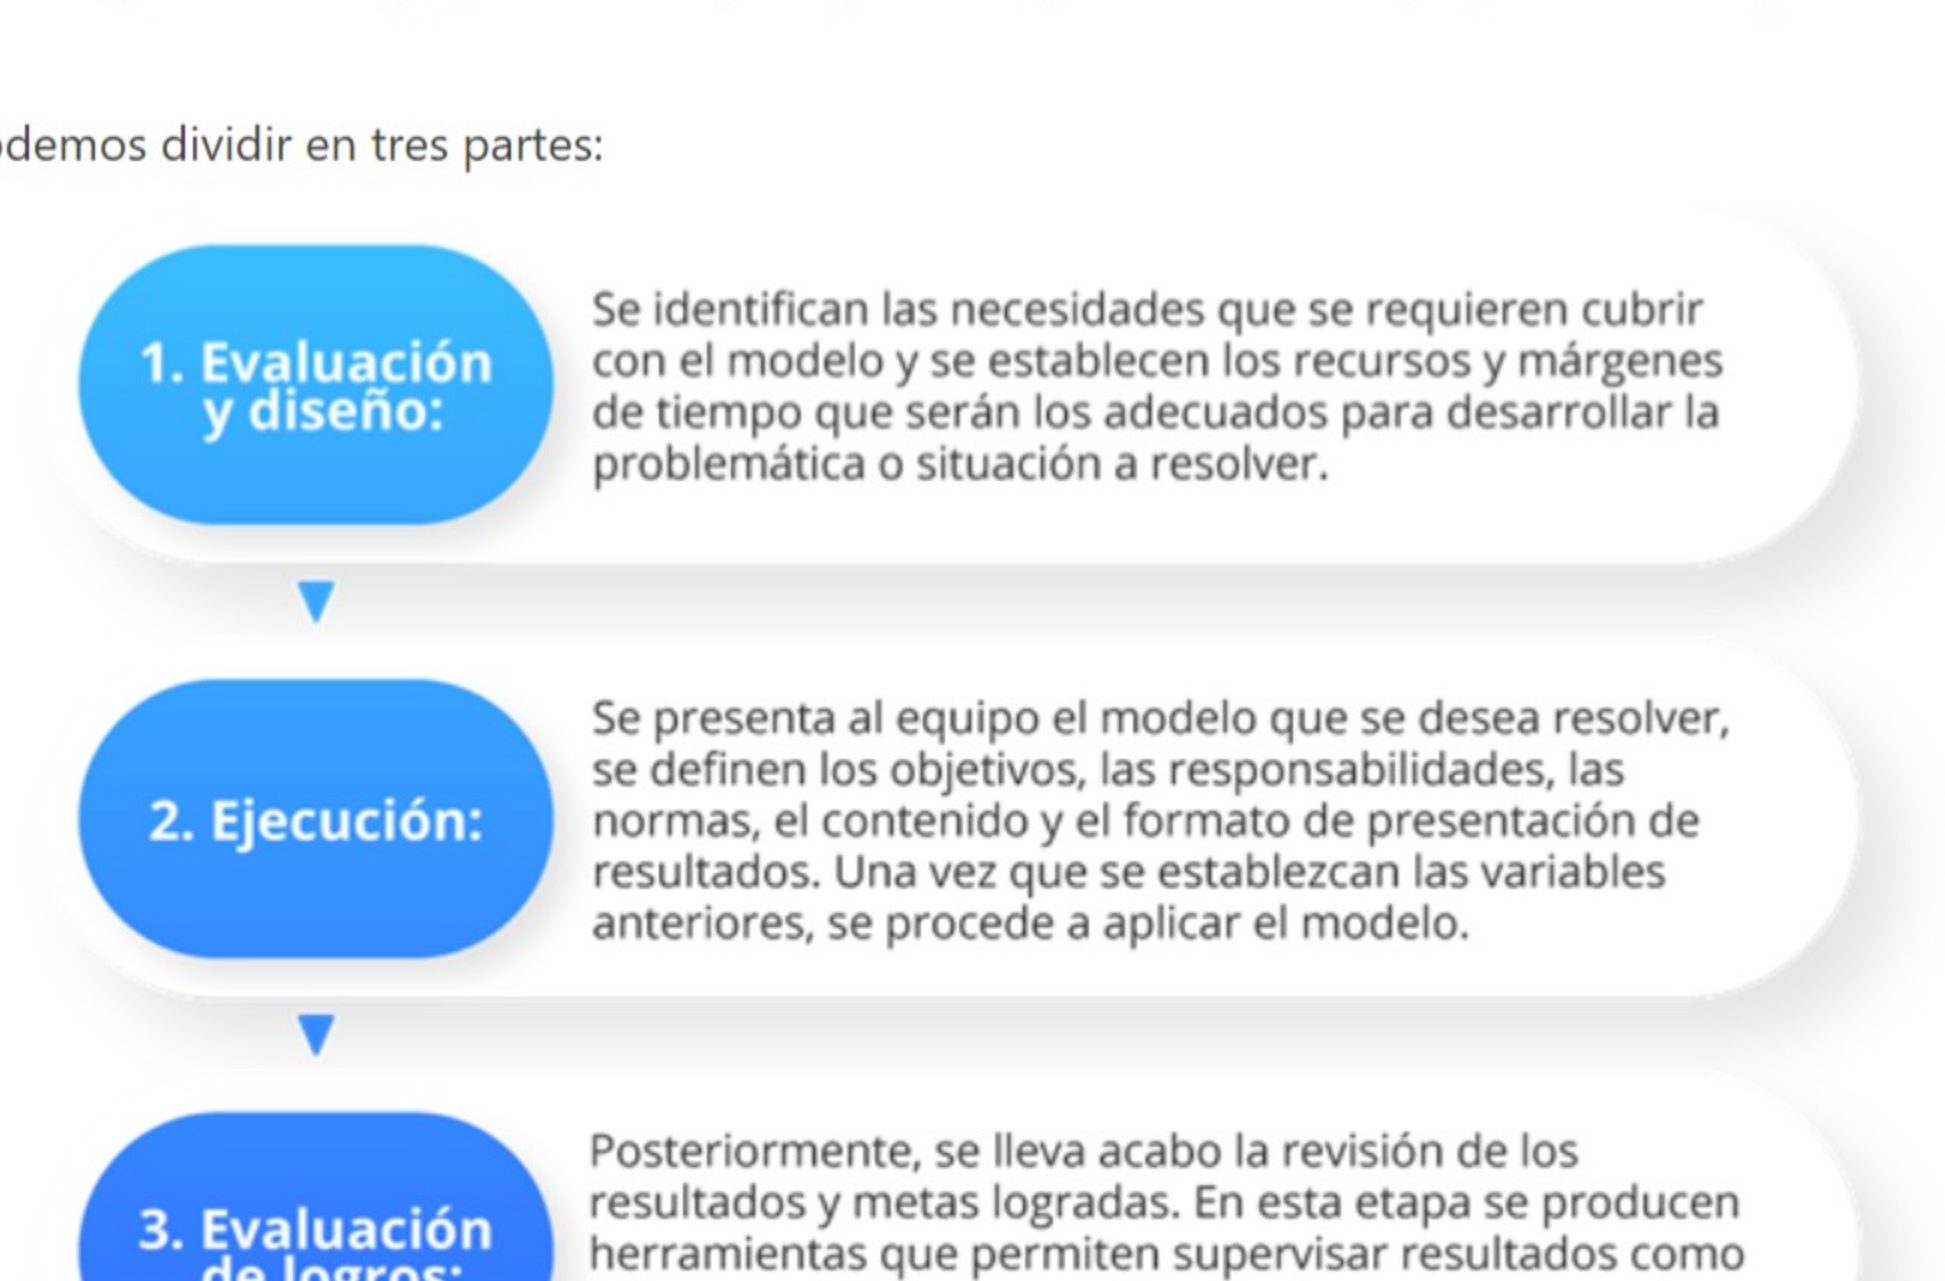 odemos dividir en tres partes:
1. Evaluación
y diseño:
Se identifican las necesidades que se requieren cubrir
con el modelo y se establecen los recursos y márgenes
de tiempo que serán los adecuados para desarrollar la
problemática o situación a resolver.
2. Ejecución:
Se presenta al equipo el modelo que se desea resolver,
se definen los objetivos, las responsabilidades, las
normas, el contenido y el formato de presentación de
resultados. Una vez que se establezcan las variables
anteriores, se procede a aplicar el modelo.
3. Evaluación
de logros:
Posteriormente, se lleva acabo la revisión de los
resultados y metas logradas. En esta etapa se producen
herramientas que permiten supervisar resultados como